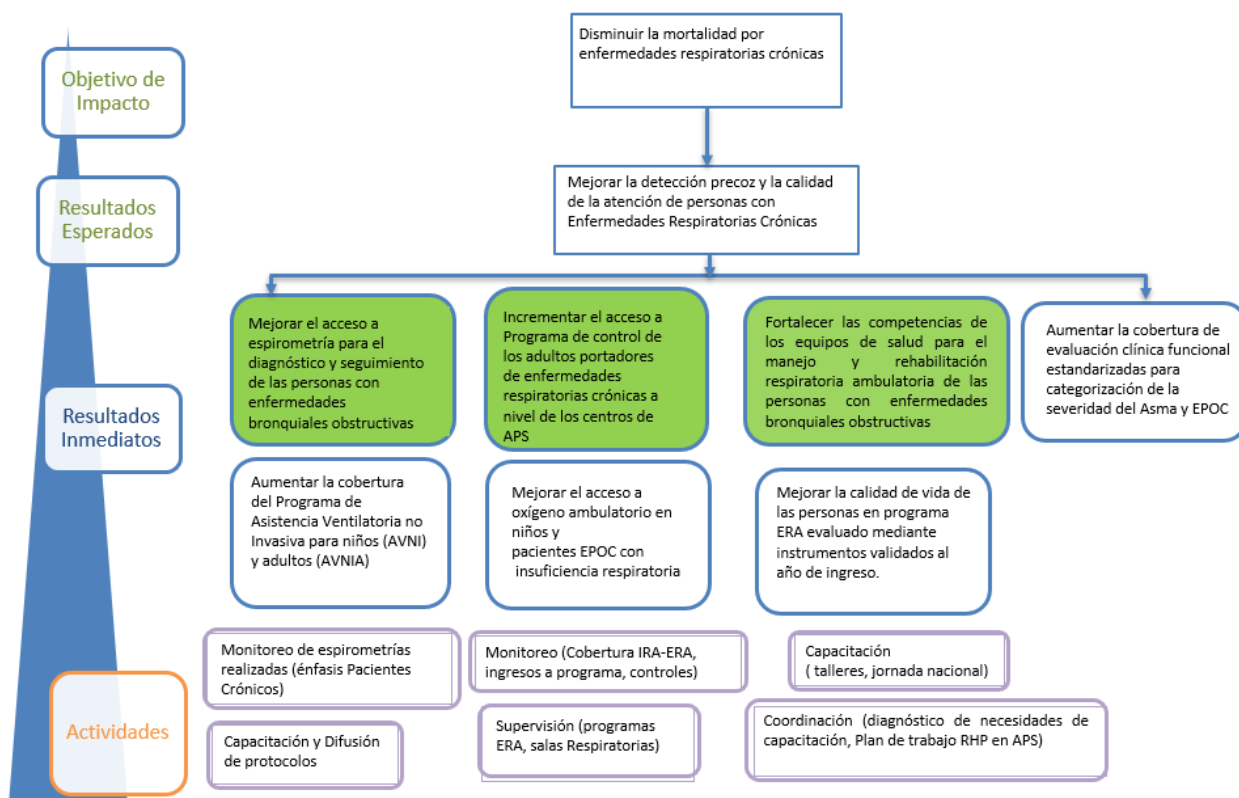 Disminuir la mortalidad por
enfermedades respiratorias crónicas
Objetivo de
Impacto
Mejorar la detección precoz y la calidad
de la atención de personas con
Enfermedades Respiratorias Crónicas
Resultados
Esperados
Mejorar el acceso a
espirometría para el
diagnóstico y seguimiento
de las personas con
enfermedades
bronquiales obstructivas
Incrementar el acceso a
Programa de control de
los adultos portadores
de enfermedades
respiratorias crónicas a
nivel de los centros de
APS
Fortalecer las competencias de
los equipos de salud para el
manejo y rehabilitación
respiratoria ambulatoria de las
personas con enfermedades
bronquiales obstructivas
Aumentar la cobertura de
evaluación clínica funcional
estandarizadas para
categorización de la
severidad del Asma y EPOC
Resultados
Inmediatos
Aumentar la cobertura
del Programa de
Asistencia Ventilatoria no
Invasiva para niños (AVNI)
y adultos (AVNIA)
Mejorar el acceso a
oxígeno ambulatorio en
niños y
pacientes EPOC con
insuficiencia respiratoria
Mejorar la calidad de vida de
las personas en programa
ERA evaluado mediante
instrumentos validados al
año de ingreso.
Monitoreo de espirometrías
realizadas (énfasis Pacientes
Crónicos)
Monitoreo (Cobertura IRA-ERA,
ingresos a programa, controles)
Capacitación
( talleres, jornada nacional)
Actividades
Capacitación y Difusión
de protocolos
Supervisión (programas
ERA, salas Respiratorias)
Coordinación (diagnóstico de necesidades de
capacitación, Plan de trabajo RHP en APS)